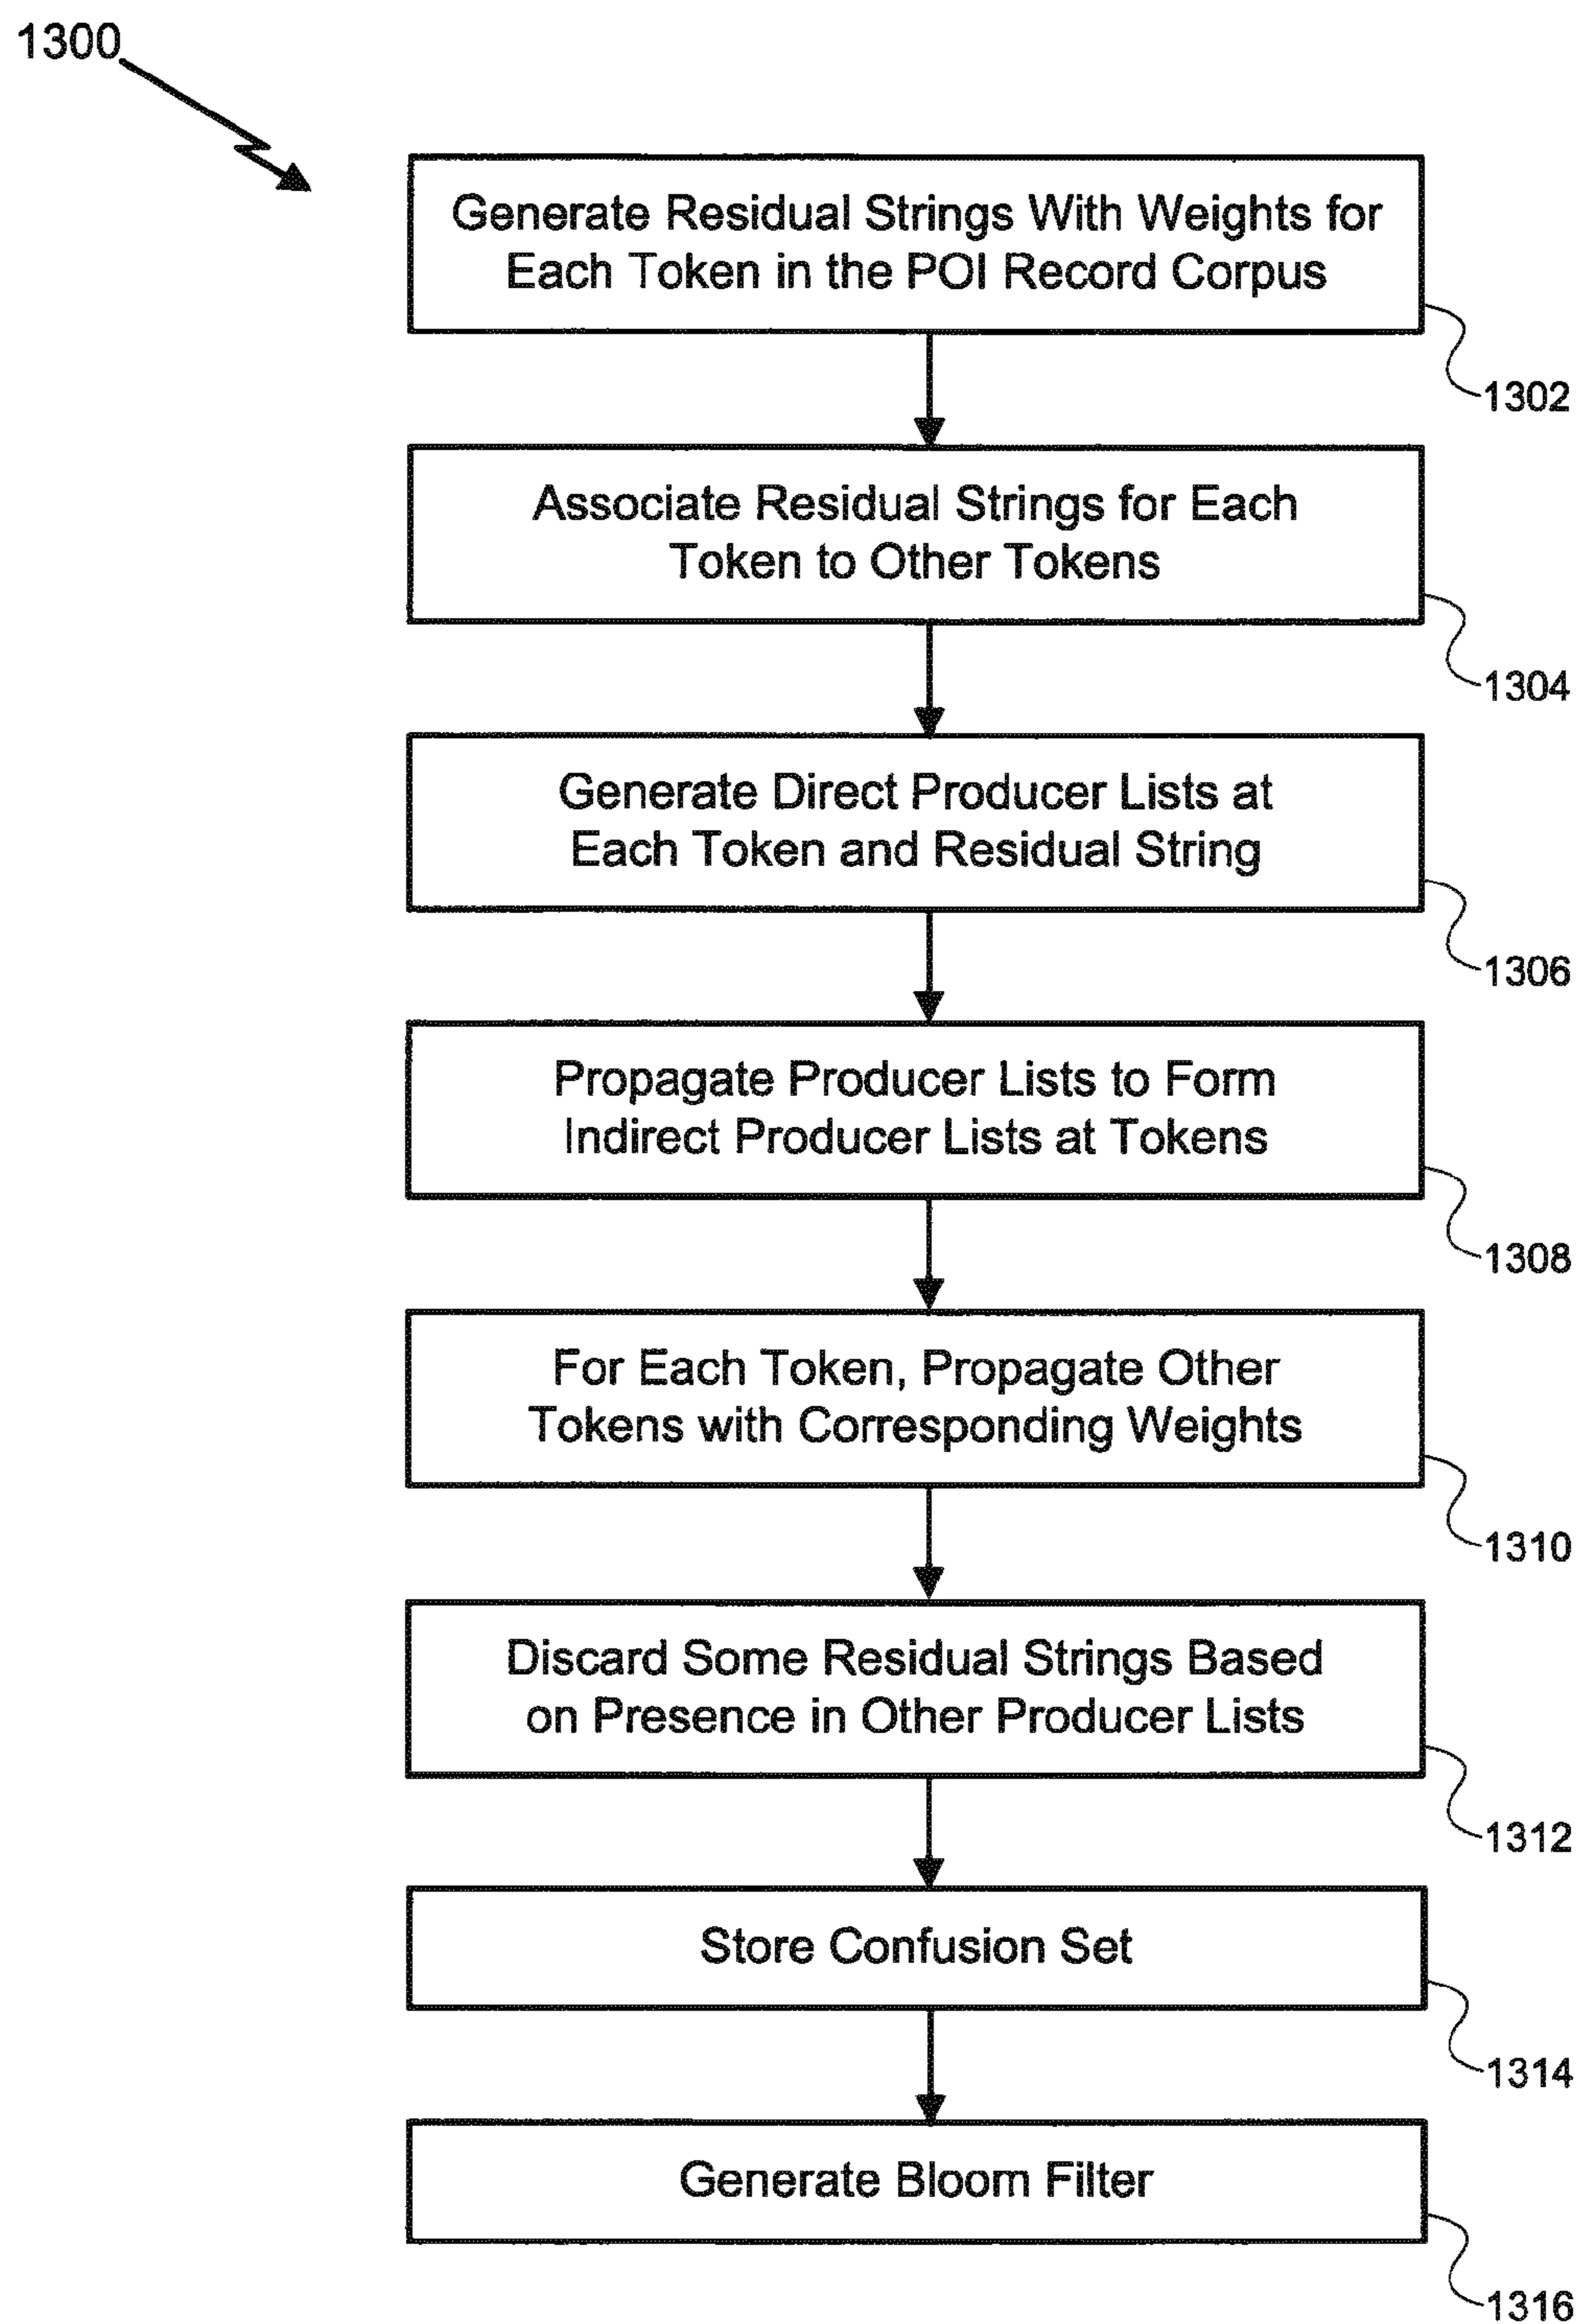 1300
Generate Residual Strings With Weights for
Each Token in the POI Record Corpus
1302
Associate Residual Strings for Each
Token to Other Tokens
1304
Generate Direct Producer Lists at
Each Token and Residual String
1306
Propagate Producer Lists to Form
Indirect Producer Lists at Tokens
1308
For Each Token, Propagate Other
Tokens with Corresponding Weights
1310
Discard Some Residual Strings Based
on Presence in Other Producer Lists
1312
Store Confusion Set
1314
Generate Bloom Filter
1316